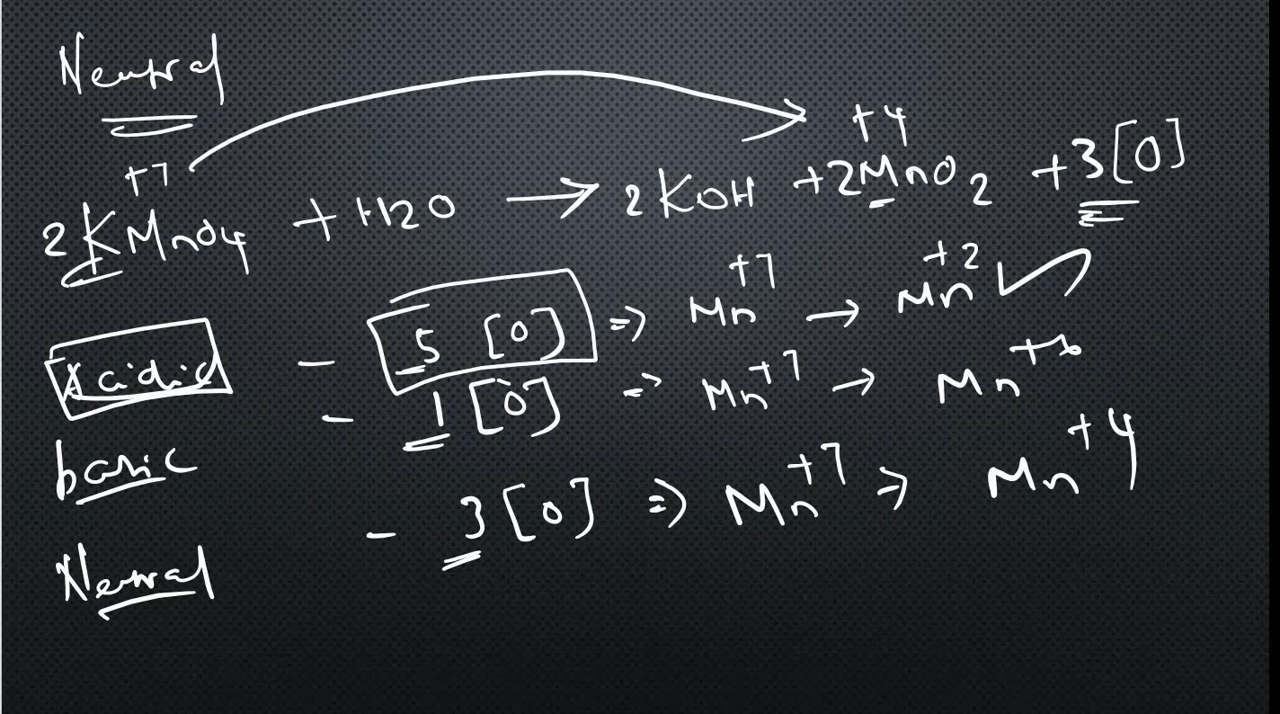 Neutral
+7 +4
2KMnO4 + H2O → 2KOH + 2MnO2 + 3[O]
Acidic - 5 [O] ⇒ Mn+7 → Mn+2 ✓
basic - 1 [O] ⇒ Mn+7 → Mn+6
Neutral - 3 [O] ⇒ Mn+7 ⇒ Mn+4